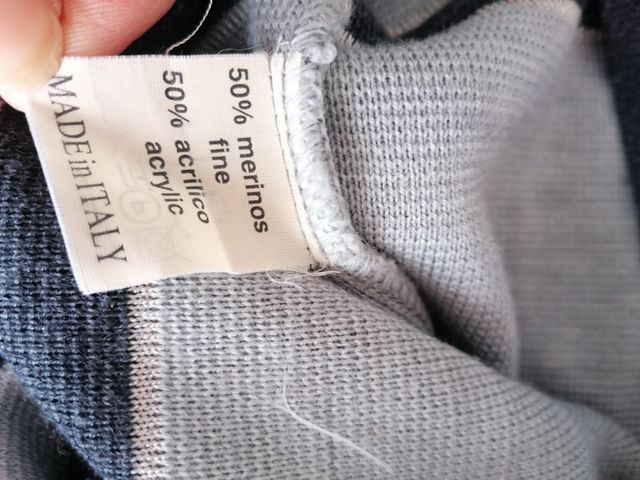 50% merinos
fine
50% acrilico
acrylic
MADE in ITALY